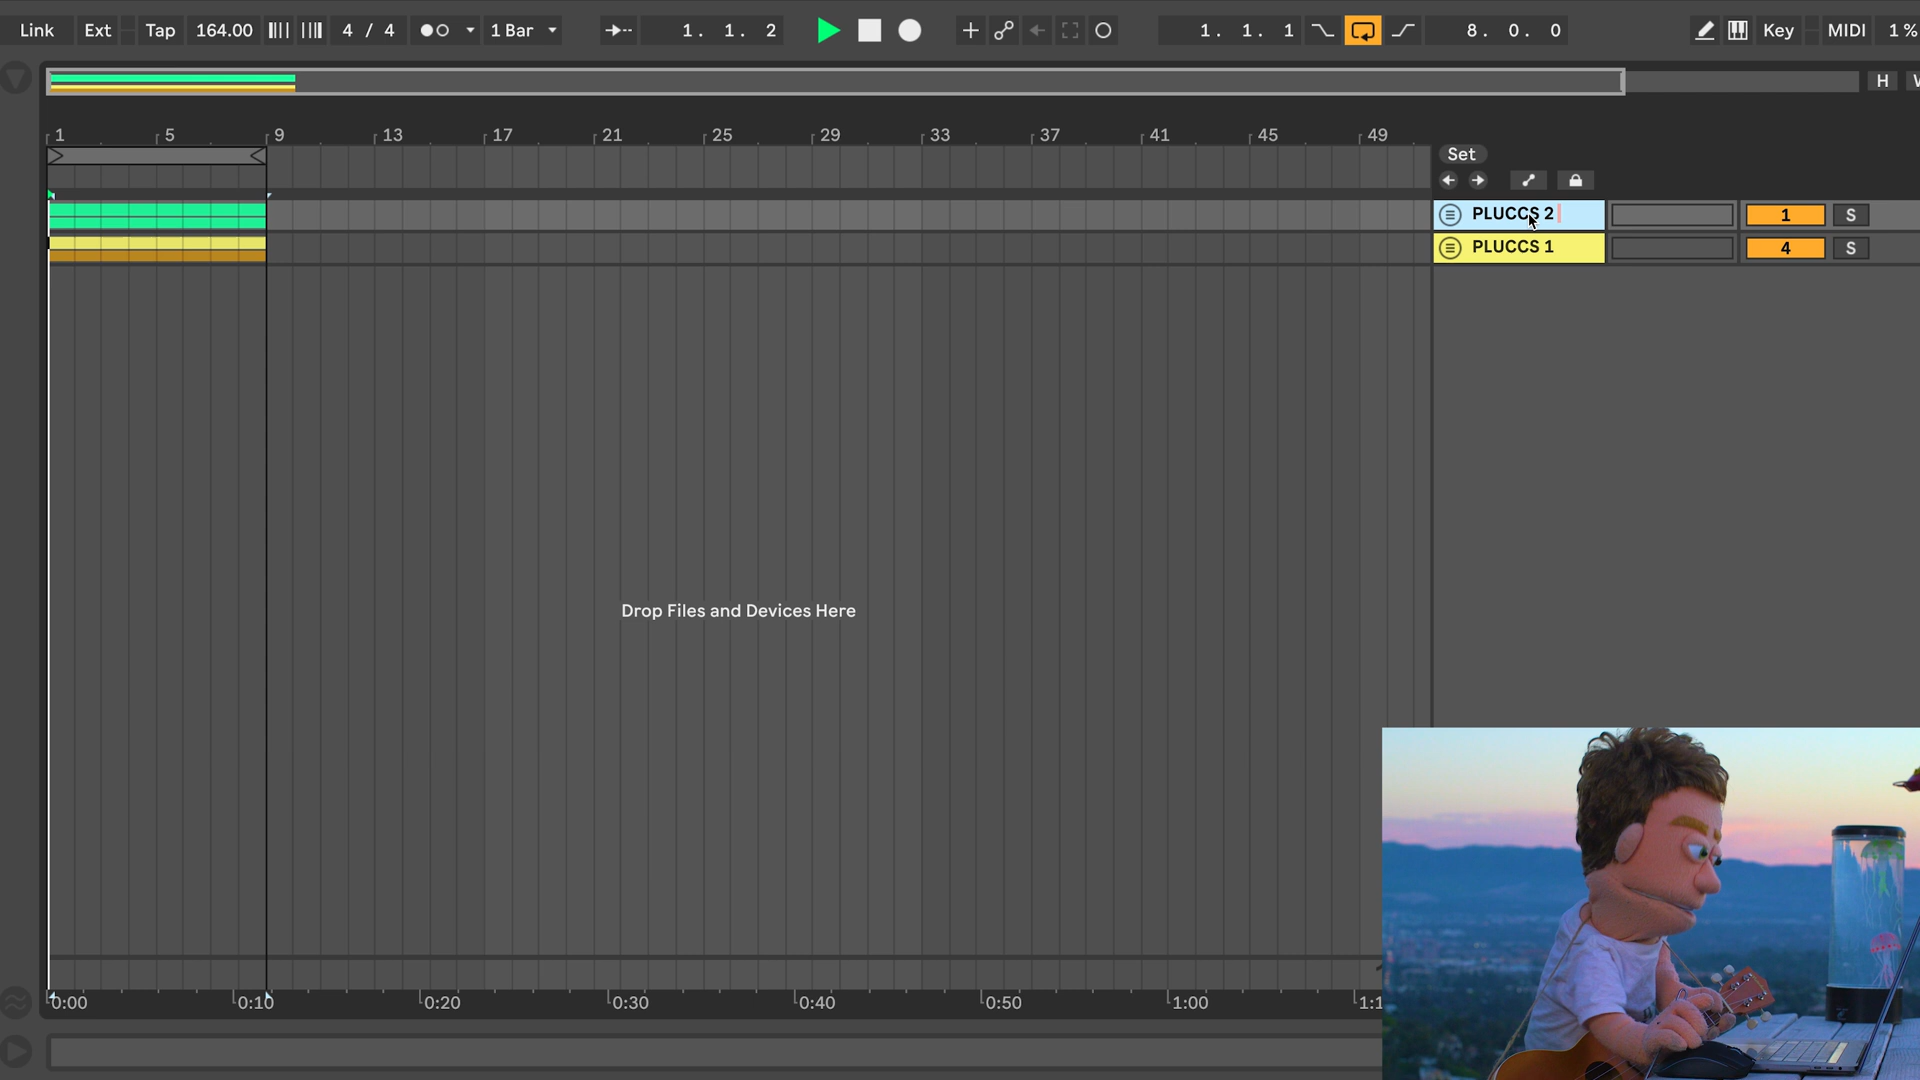 Link Ext Tap 164.00 4 / 4 1 Bar 1. 1. 2 1. 1. 1 8. 0. 0 Key MIDI 1 %
H
1 5 9 13 17 21 25 29 33 37 41 45 49
Set
PLUCCS 2 1 S
PLUCCS 1 4 S
Drop Files and Devices Here
0:00 0:10 0:20 0:30 0:40 0:50 1:00 1:1